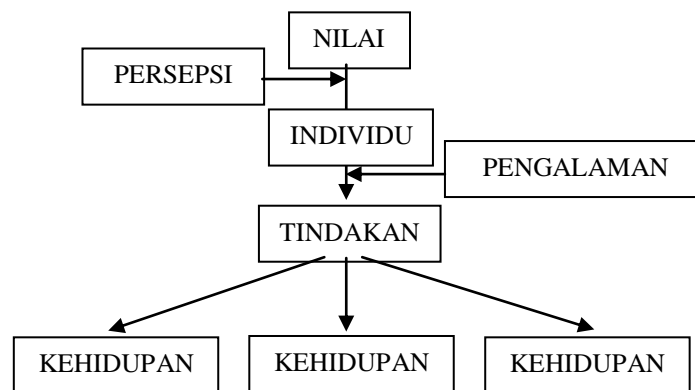 NILAI
PERSEPSI
INDIVIDU
PENGALAMAN
TINDAKAN
KEHIDUPAN
KEHIDUPAN
KEHIDUPAN